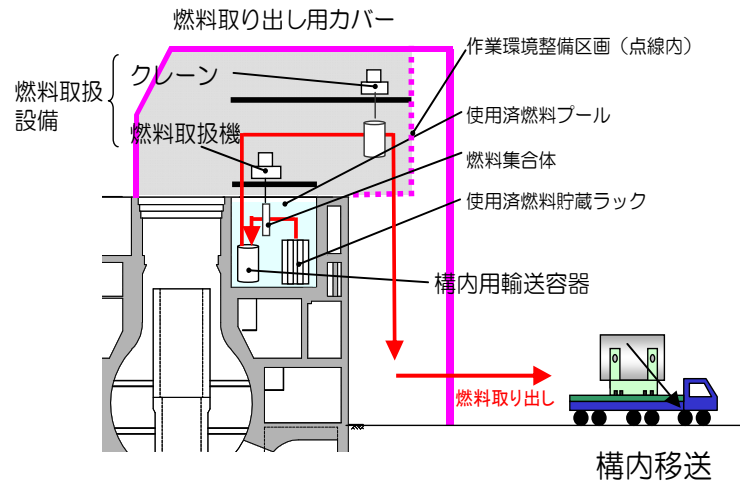 燃料取り出し用カバー
作業環境整備区画（点線内）
クレーン
燃料取扱
設備
使用済燃料プール
燃料取扱機
燃料集合体
使用済燃料貯蔵ラック
構内用輸送容器
燃料取り出し
構内移送